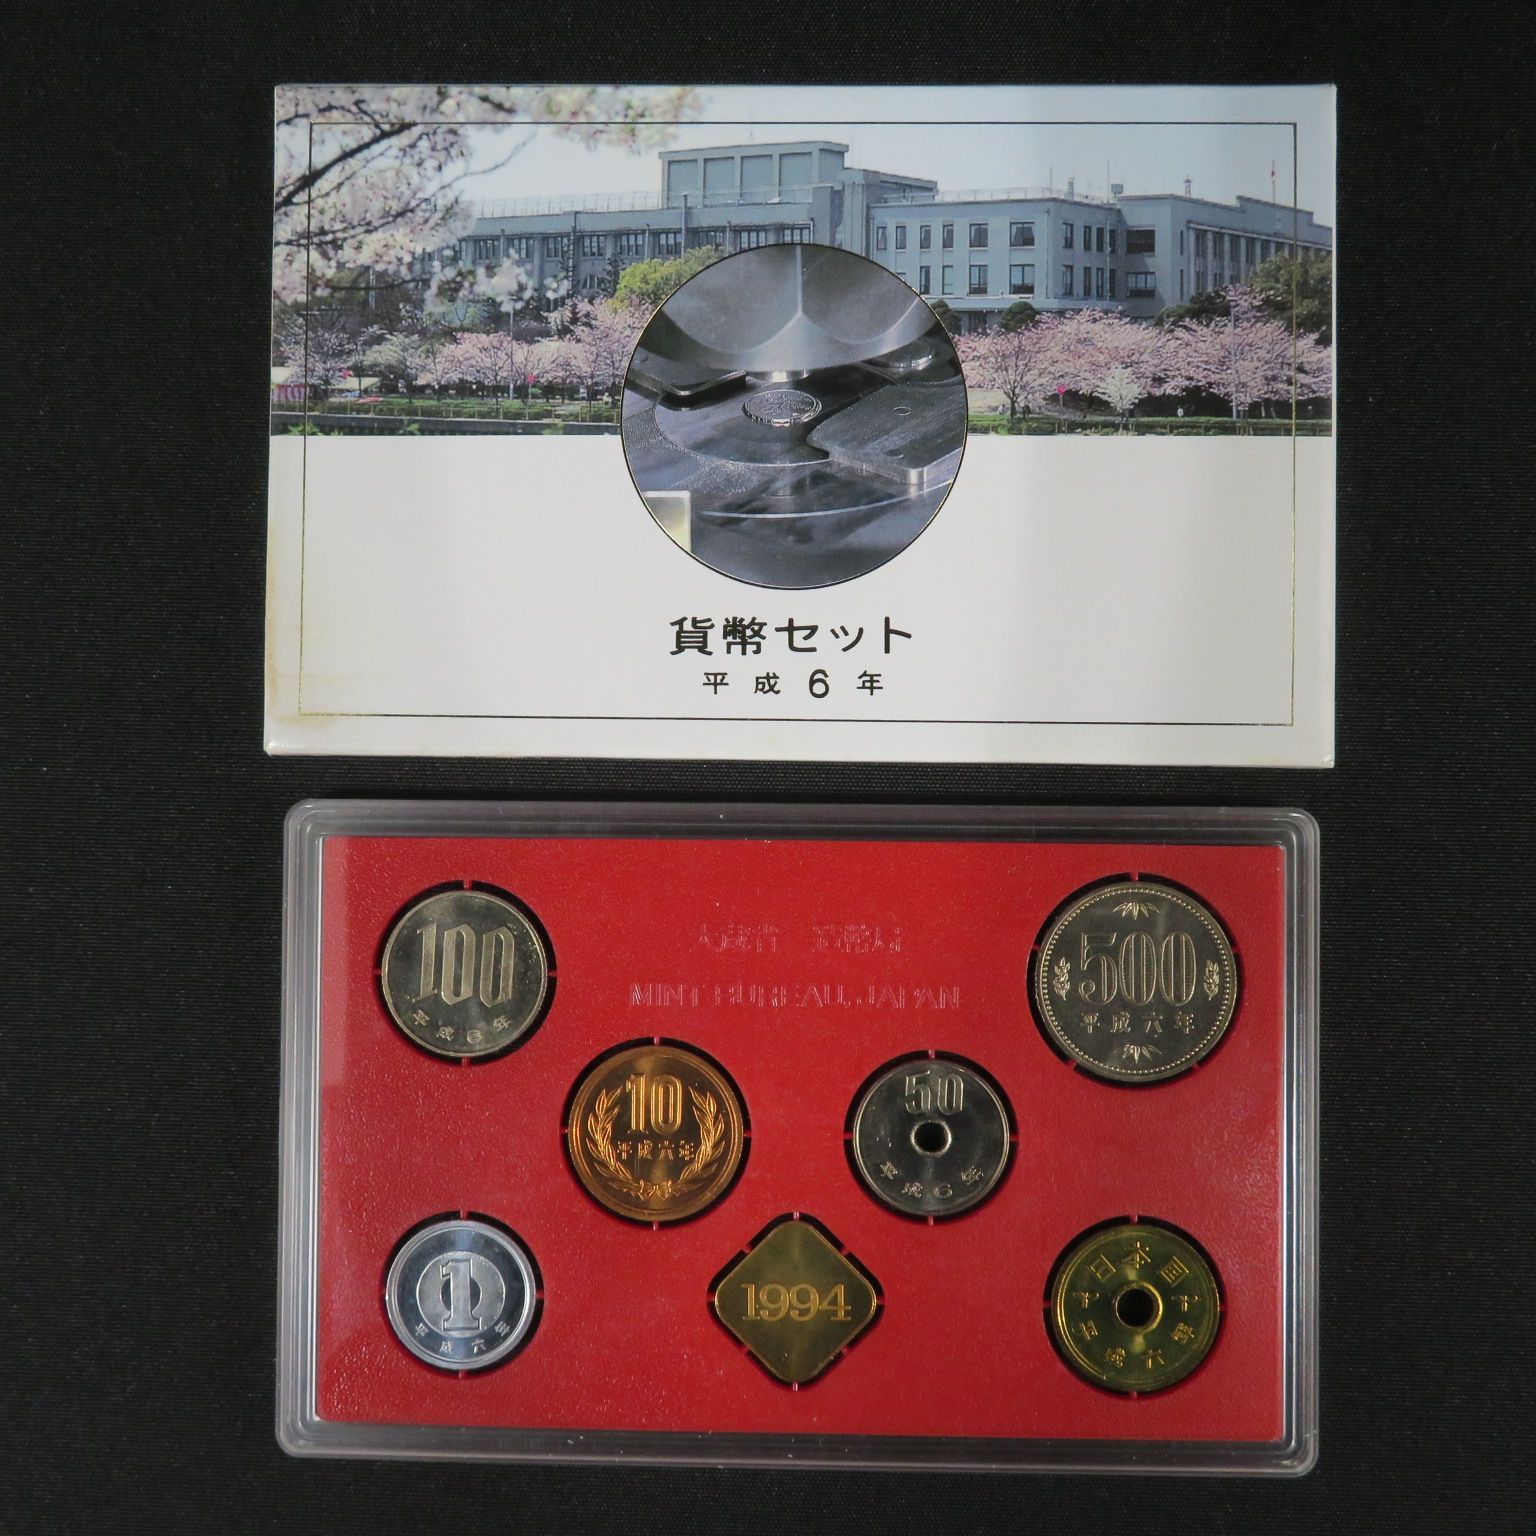 貨幣セット
平成6年
大蔵省 造幣局
MINT BUREAU, JAPAN
100
平成6年
500
平成六年
10
平成六年
50
平成6年
1
平成六年
1994
日本国
平成六年